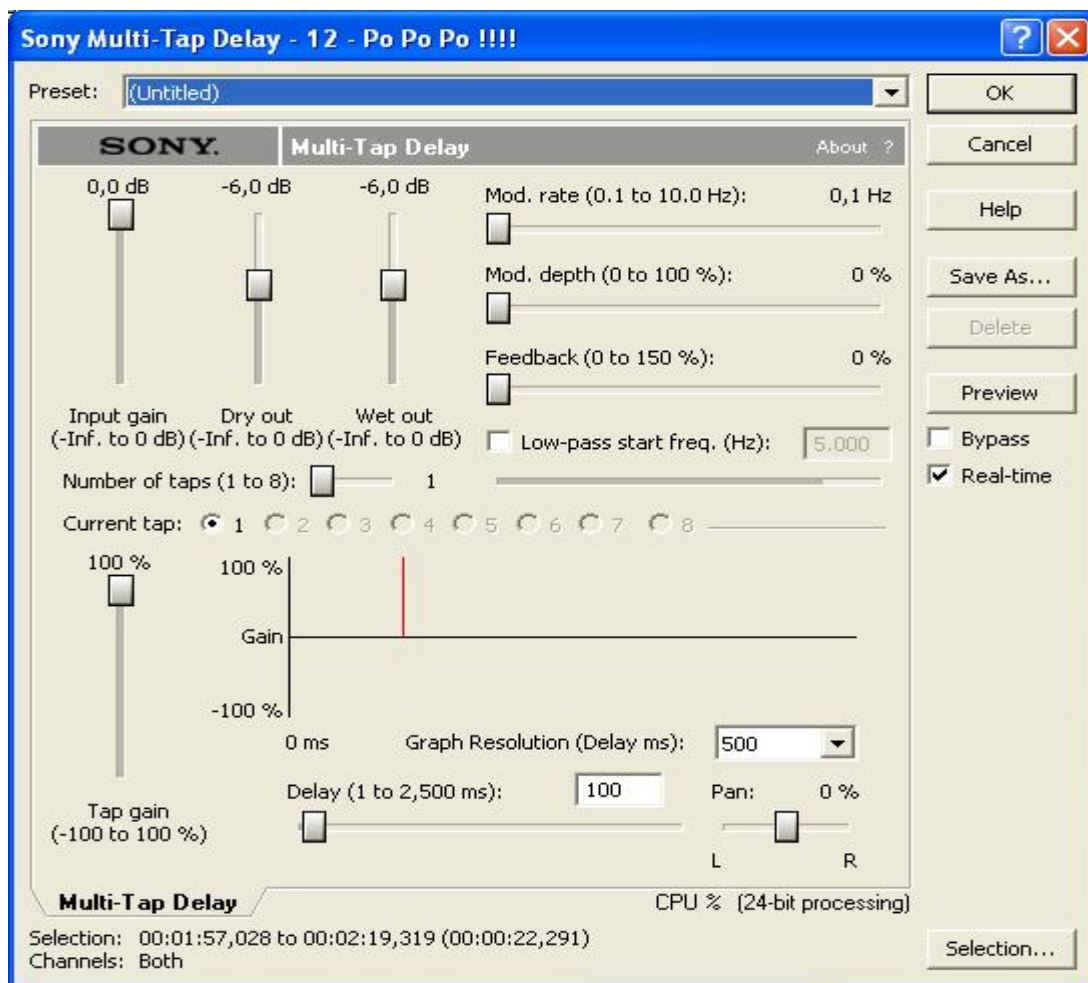 Sony Multi-Tap Delay - 12 - Po Po Po !!!!
Preset: (Untitled)
OK
SONY. Multi-Tap Delay About ?
Cancel
0,0 dB -6,0 dB -6,0 dB
Mod. rate (0.1 to 10.0 Hz): 0,1 Hz
Help
Mod. depth (0 to 100 %): 0 %
Save As...
Delete
Feedback (0 to 150 %): 0 %
Preview
Input gain Dry out Wet out
(-Inf. to 0 dB) (-Inf. to 0 dB) (-Inf. to 0 dB)
Low-pass start freq. (Hz): 5.000
Bypass
Number of taps (1 to 8): 1
Real-time
Current tap: 1 2 3 4 5 6 7 8
100 % 100 %
Gain
-100 %
0 ms Graph Resolution (Delay ms): 500
Delay (1 to 2,500 ms): 100 Pan: 0 %
Tap gain
(-100 to 100 %)
L R
Multi-Tap Delay CPU % (24-bit processing)
Selection: 00:01:57,028 to 00:02:19,319 (00:00:22,291)
Channels: Both
Selection...